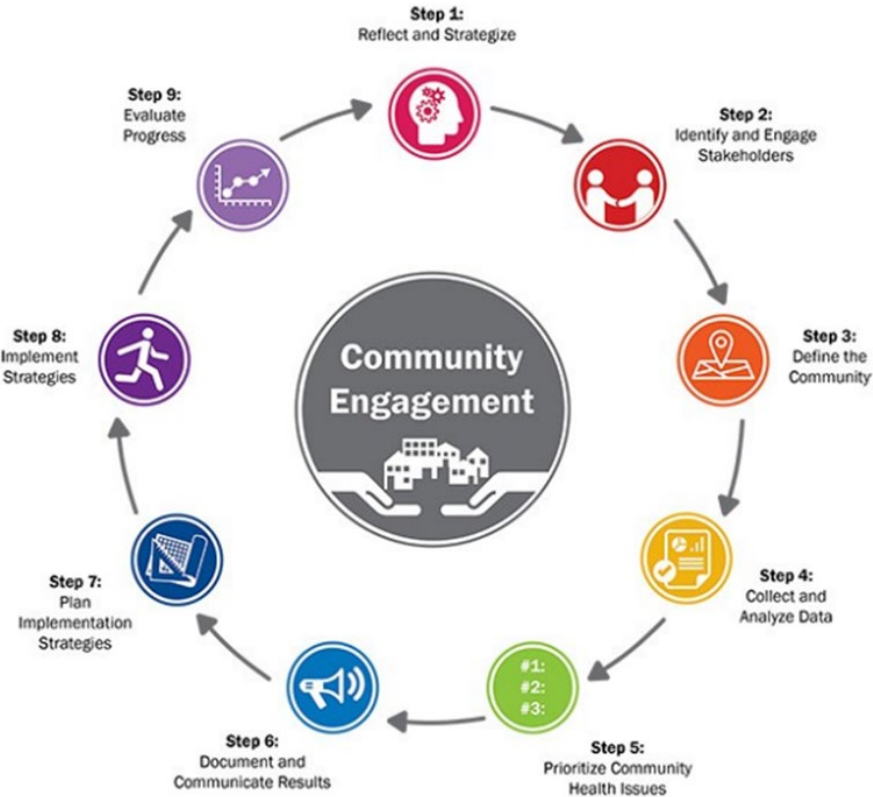 Step 1:
Reflect and Strategize
Step 2:
Identify and Engage
Stakeholders
Step 3:
Define the
Community
Step 4:
Collect and
Analyze Data
Step 5:
Prioritize Community
Health Issues
#1:
#2:
#3:
Step 6:
Document and
Communicate Results
Step 7:
Plan
Implementation
Strategies
Step 8:
Implement
Strategies
Step 9:
Evaluate
Progress
Community
Engagement